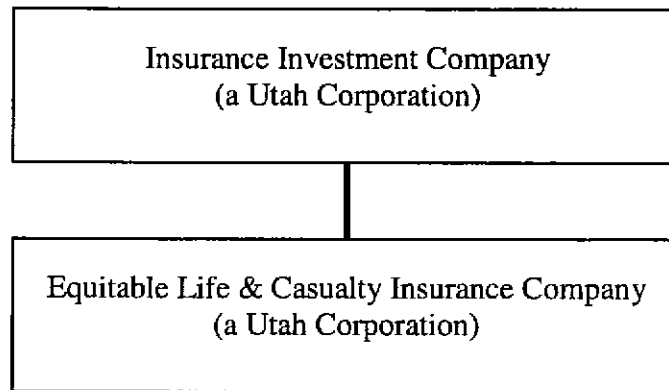 Insurance Investment Company
(a Utah Corporation)
Equitable Life & Casualty Insurance Company
(a Utah Corporation)